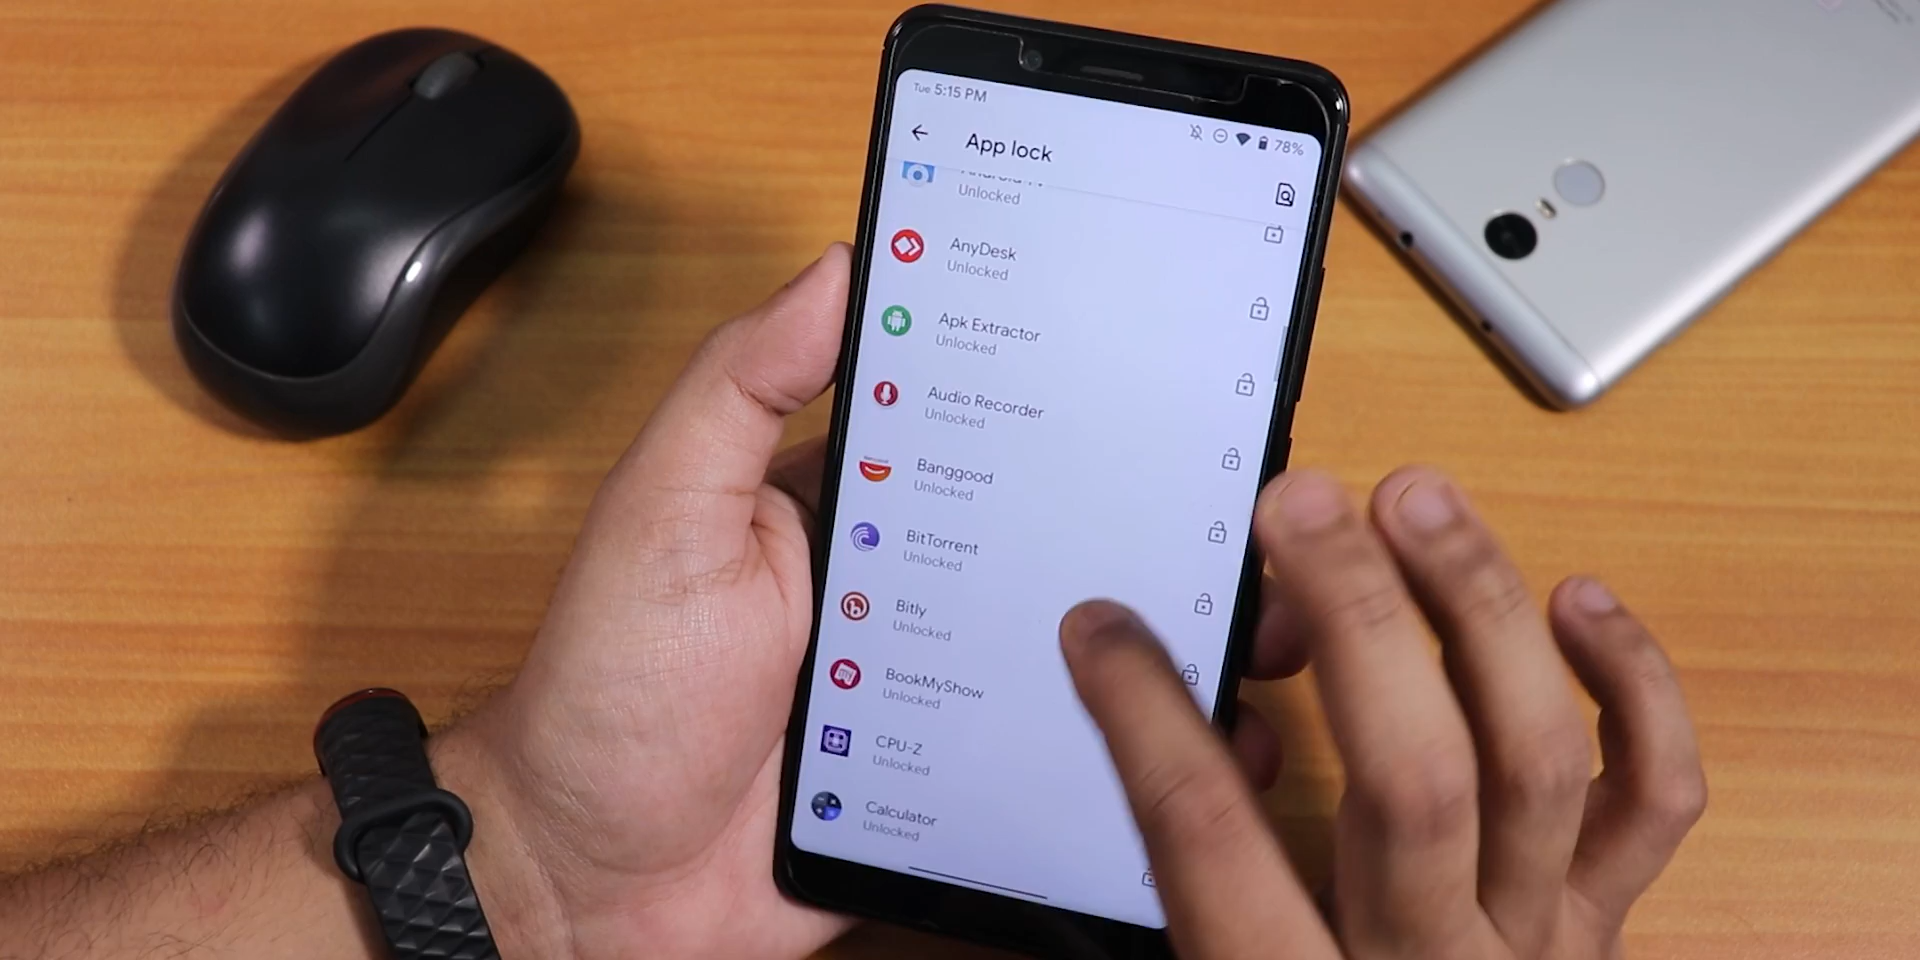 Tue 5:15 PM
78%
App lock
Unlocked
AnyDesk
Unlocked
Apk Extractor
Unlocked
Audio Recorder
Unlocked
Banggood
Unlocked
BitTorrent
Unlocked
Bitly
Unlocked
BookMyShow
Unlocked
CPU-Z
Unlocked
Calculator
Unlocked